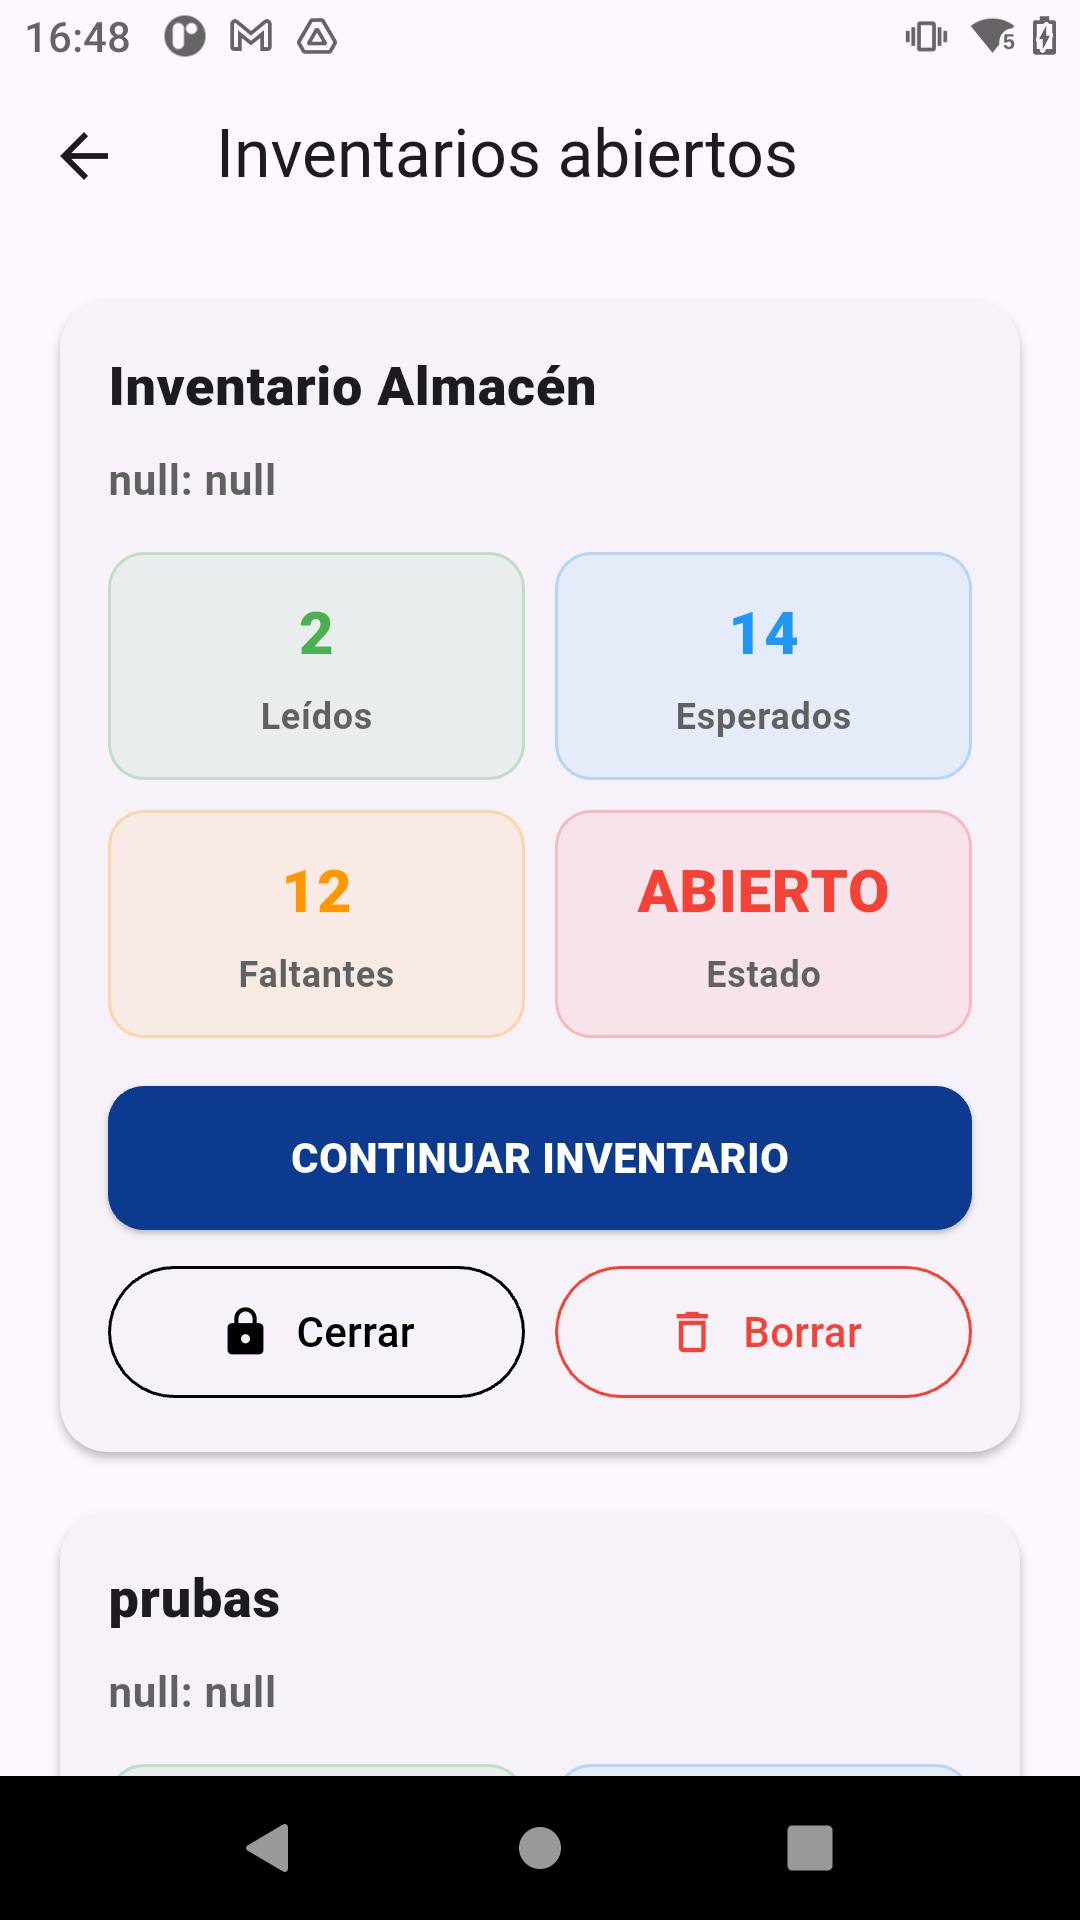 16:48
5
Inventarios abiertos
Inventario Almacén
null: null
2
Leídos
14
Esperados
12
Faltantes
ABIERTO
Estado
CONTINUAR INVENTARIO
Cerrar
Borrar
prubas
null: null